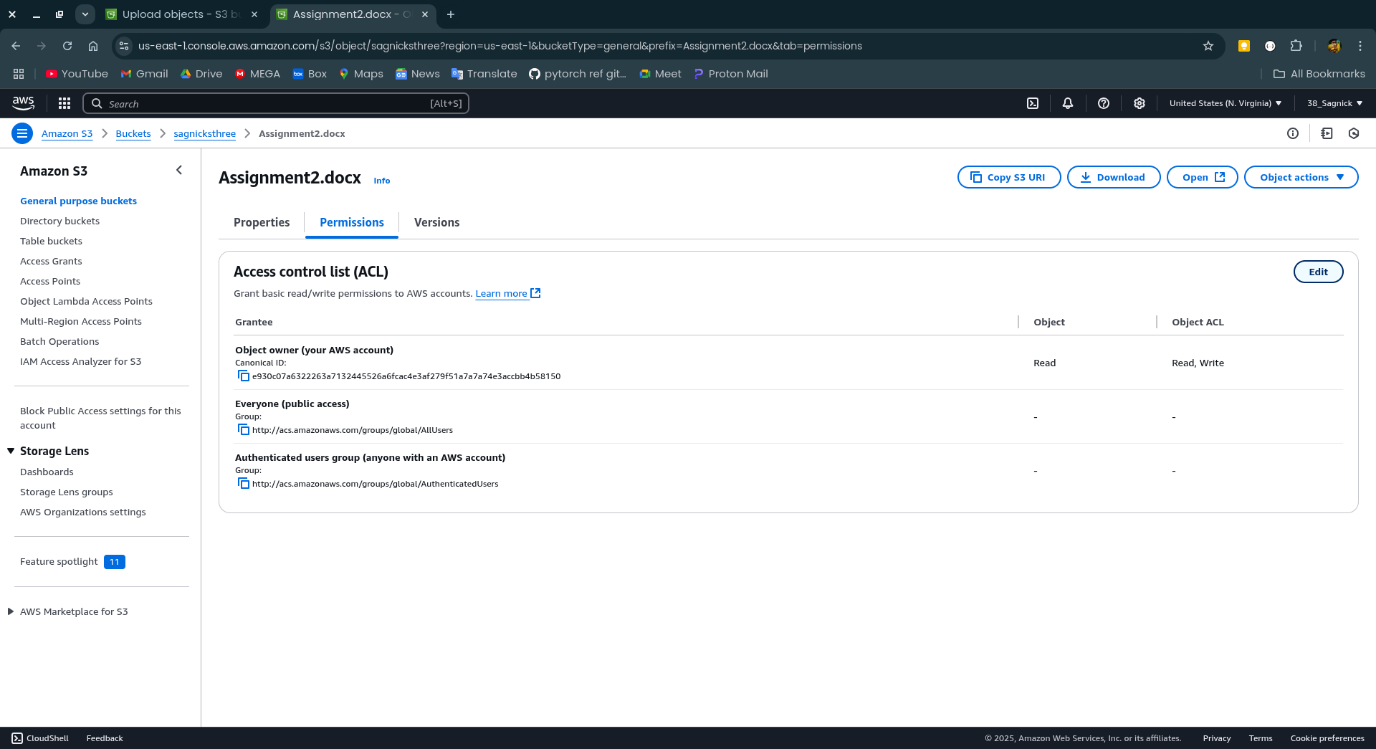 Upload objects - S3 b
Assignment2.docx - O
us-east-1.console.aws.amazon.com/s3/object/sagnicksthree?region=us-east-1&bucketType=general&prefix=Assignment2.docx&tab=permissions
YouTube Gmail Drive MEGA Box Maps News Translate pytorch ref git... Meet Proton Mail All Bookmarks
aws Search [Alt+S] United States (N. Virginia) 38_Sagnick
Amazon S3 Buckets sagnicksthree Assignment2.docx
Amazon S3
General purpose buckets
Directory buckets
Table buckets
Access Grants
Access Points
Object Lambda Access Points
Multi-Region Access Points
Batch Operations
IAM Access Analyzer for S3
Block Public Access settings for this
account
Storage Lens
Dashboards
Storage Lens groups
AWS Organizations settings
Feature spotlight 11
AWS Marketplace for S3
Assignment2.docx Info
Copy S3 URI Download Open Object actions
Properties Permissions Versions
Access control list (ACL) Edit
Grant basic read/write permissions to AWS accounts. Learn more
Grantee Object Object ACL
Object owner (your AWS account)
Canonical ID:
e930c07a6322263a7132445526a6fcac4e3af279f51a7a7a74e3accbb4b58150
Read Read, Write
Everyone (public access)
Group:
http://acs.amazonaws.com/groups/global/AllUsers
- -
Authenticated users group (anyone with an AWS account)
Group:
http://acs.amazonaws.com/groups/global/AuthenticatedUsers
- -
CloudShell Feedback © 2025, Amazon Web Services, Inc. or its affiliates. Privacy Terms Cookie preferences